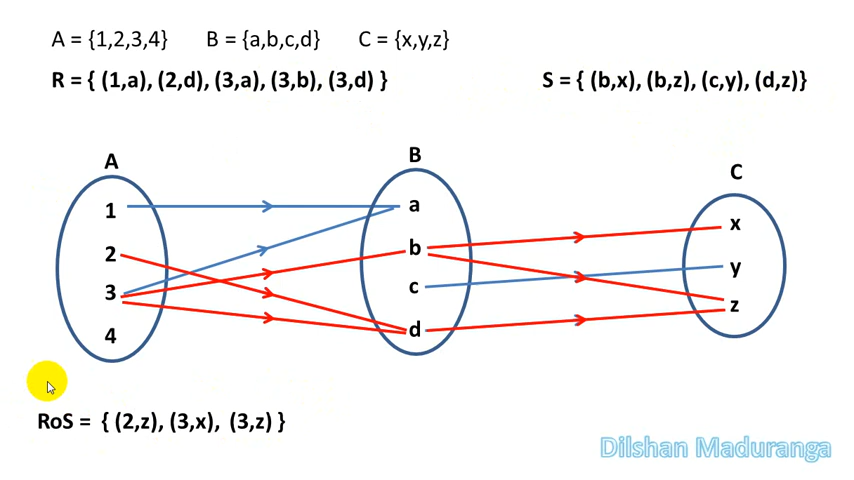 A = {1,2,3,4} B = {a,b,c,d} C = {x,y,z}
R = { (1,a), (2,d), (3,a), (3,b), (3,d) } S = { (b,x), (b,z), (c,y), (d,z)}
A
1
2
3
4
B
a
b
c
d
C
x
y
z
RoS = { (2,z), (3,x), (3,z) }
Dilshan Maduranga